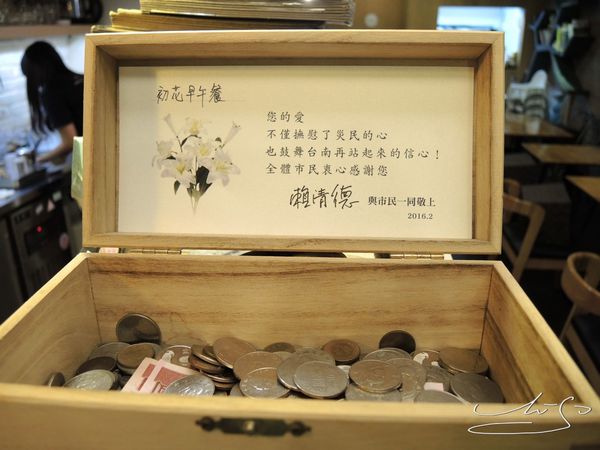 初花早午餐
您的愛
不僅撫慰了災民的心
也鼓舞台南再站起來的信心！
全體市民衷心感謝您
賴清德 與市民一同敬上
2016.2